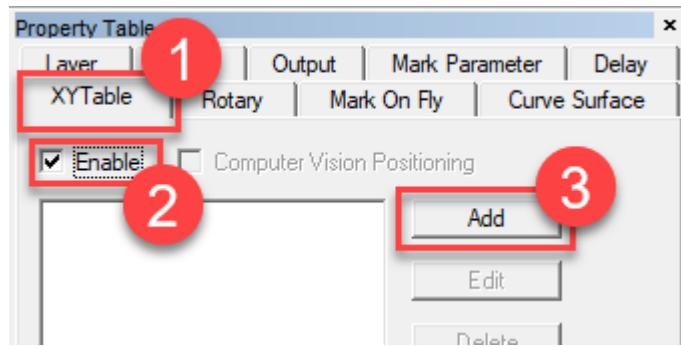 Property Table
×
Layer Output Mark Parameter Delay
1
XYTable Rotary Mark On Fly Curve Surface
Enable Computer Vision Positioning
2
3
Add
Edit
Delete